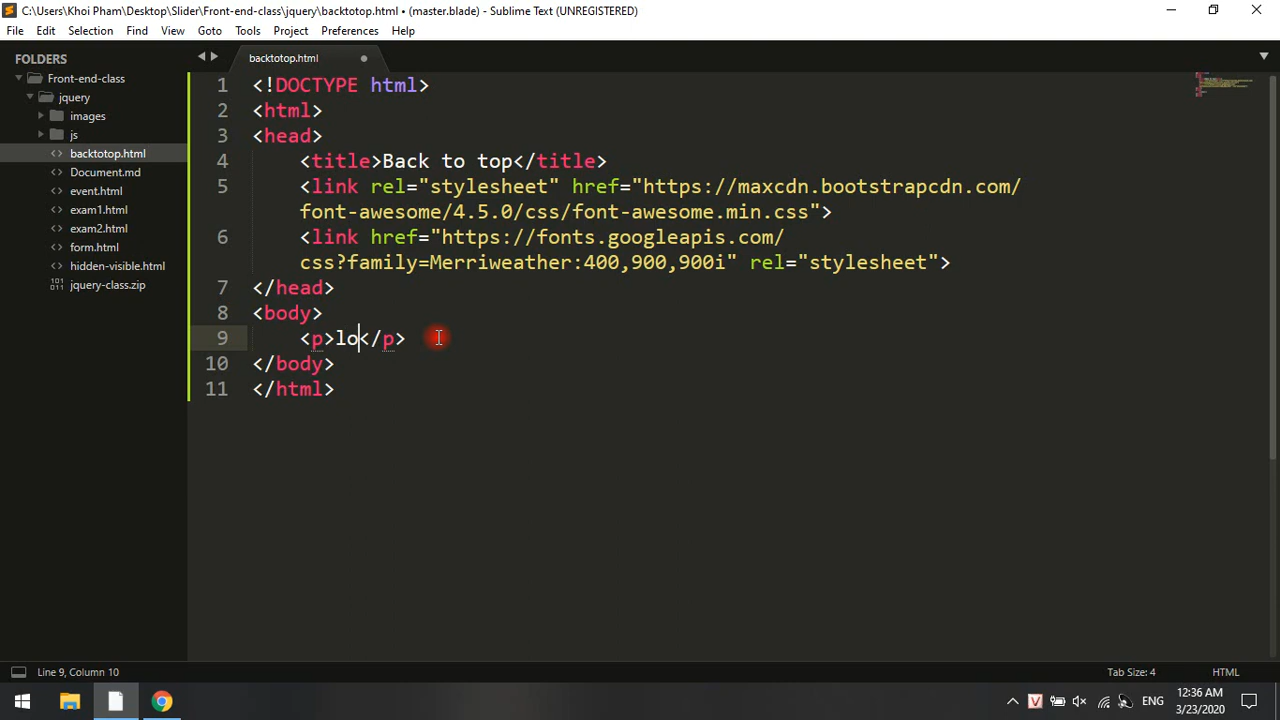 C:\Users\Khoi Pham\Desktop\Slider\Front-end-class\jquery\backtotop.html • (master.blade) - Sublime Text (UNREGISTERED)
File Edit Selection Find View Goto Tools Project Preferences Help
FOLDERS
Front-end-class
jquery
images
js
backtotop.html
Document.md
event.html
exam1.html
exam2.html
form.html
hidden-visible.html
jquery-class.zip
backtotop.html
1 <!DOCTYPE html>
2 <html>
3 <head>
4 <title>Back to top</title>
5 <link rel="stylesheet" href="https://maxcdn.bootstrapcdn.com/
font-awesome/4.5.0/css/font-awesome.min.css">
6 <link href="https://fonts.googleapis.com/
css?family=Merriweather:400,900,900i" rel="stylesheet">
7 </head>
8 <body>
9 <p>lo</p>
10 </body>
11 </html>
Line 9, Column 10
Tab Size: 4
HTML
V
ENG
12:36 AM
3/23/2020